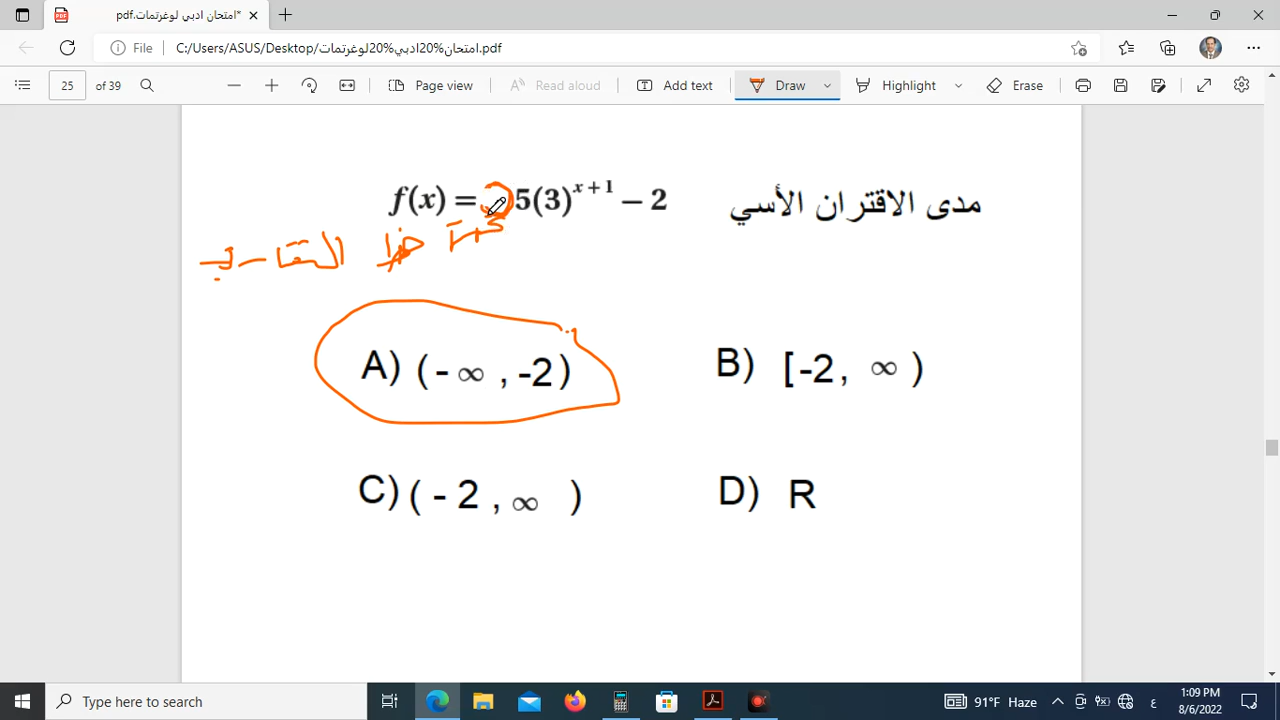 امتحان ادبي لوغرتمات.pdf*
File C:/Users/ASUS/Desktop/امتحان%20ادبي%20لوغرتمات.pdf
25 of 39 Page view Read aloud Add text Draw Highlight Erase
مدى الاقتران الأسي f(x) = 5(3)^{x+1} – 2
التقارب
A) ( - ∞ , -2 )
B) [ -2 , ∞ )
C) ( - 2 , ∞ )
D) R
Type here to search
91°F Haze
ع
1:09 PM
8/6/2022